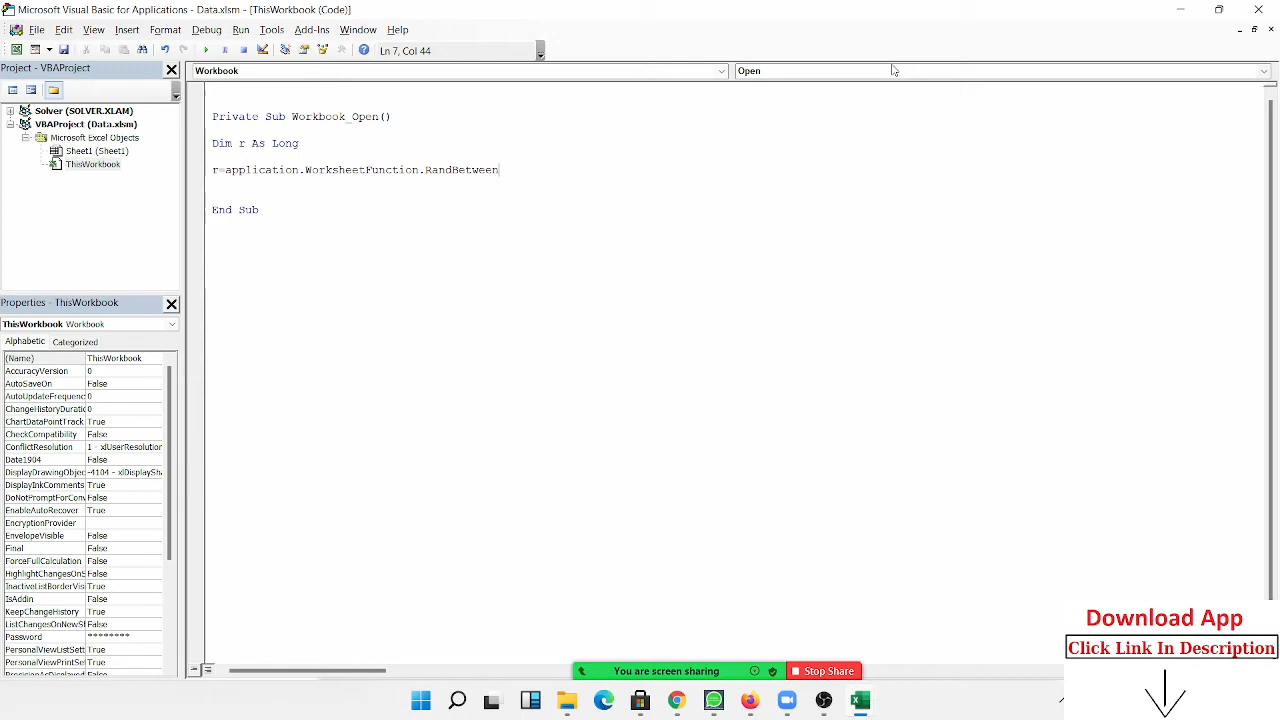 Microsoft Visual Basic for Applications - Data.xlsm - [ThisWorkbook (Code)]
File Edit View Insert Format Debug Run Tools Add-Ins Window Help
Ln 7, Col 44
Project - VBAProject
Workbook
Open
Solver (SOLVER.XLAM)
VBAProject (Data.xlsm)
Microsoft Excel Objects
Sheet1 (Sheet1)
ThisWorkbook
Private Sub Workbook_Open()
Dim r As Long
r=application.WorksheetFunction.RandBetween
End Sub
Properties - ThisWorkbook
ThisWorkbook Workbook
Alphabetic Categorized
(Name) ThisWorkbook
AccuracyVersion 0
AutoSaveOn False
AutoUpdateFrequenc 0
ChangeHistoryDuratic 0
ChartDataPointTrack True
CheckCompatibility False
ConflictResolution 1 - xlUserResolution
Date1904 False
DisplayDrawingObjec -4104 - xlDisplaySha
DisplayInkComments True
DoNotPromptForConv False
EnableAutoRecover True
EncryptionProvider
EnvelopeVisible False
Final False
ForceFullCalculation False
HighlightChangesOnS False
InactiveListBorderVis True
IsAddin False
KeepChangeHistory True
ListChangesOnNewS False
Password ********
PersonalViewListSett True
PersonalViewPrintSet True
You are screen sharing
Stop Share
Download App
Click Link In Description